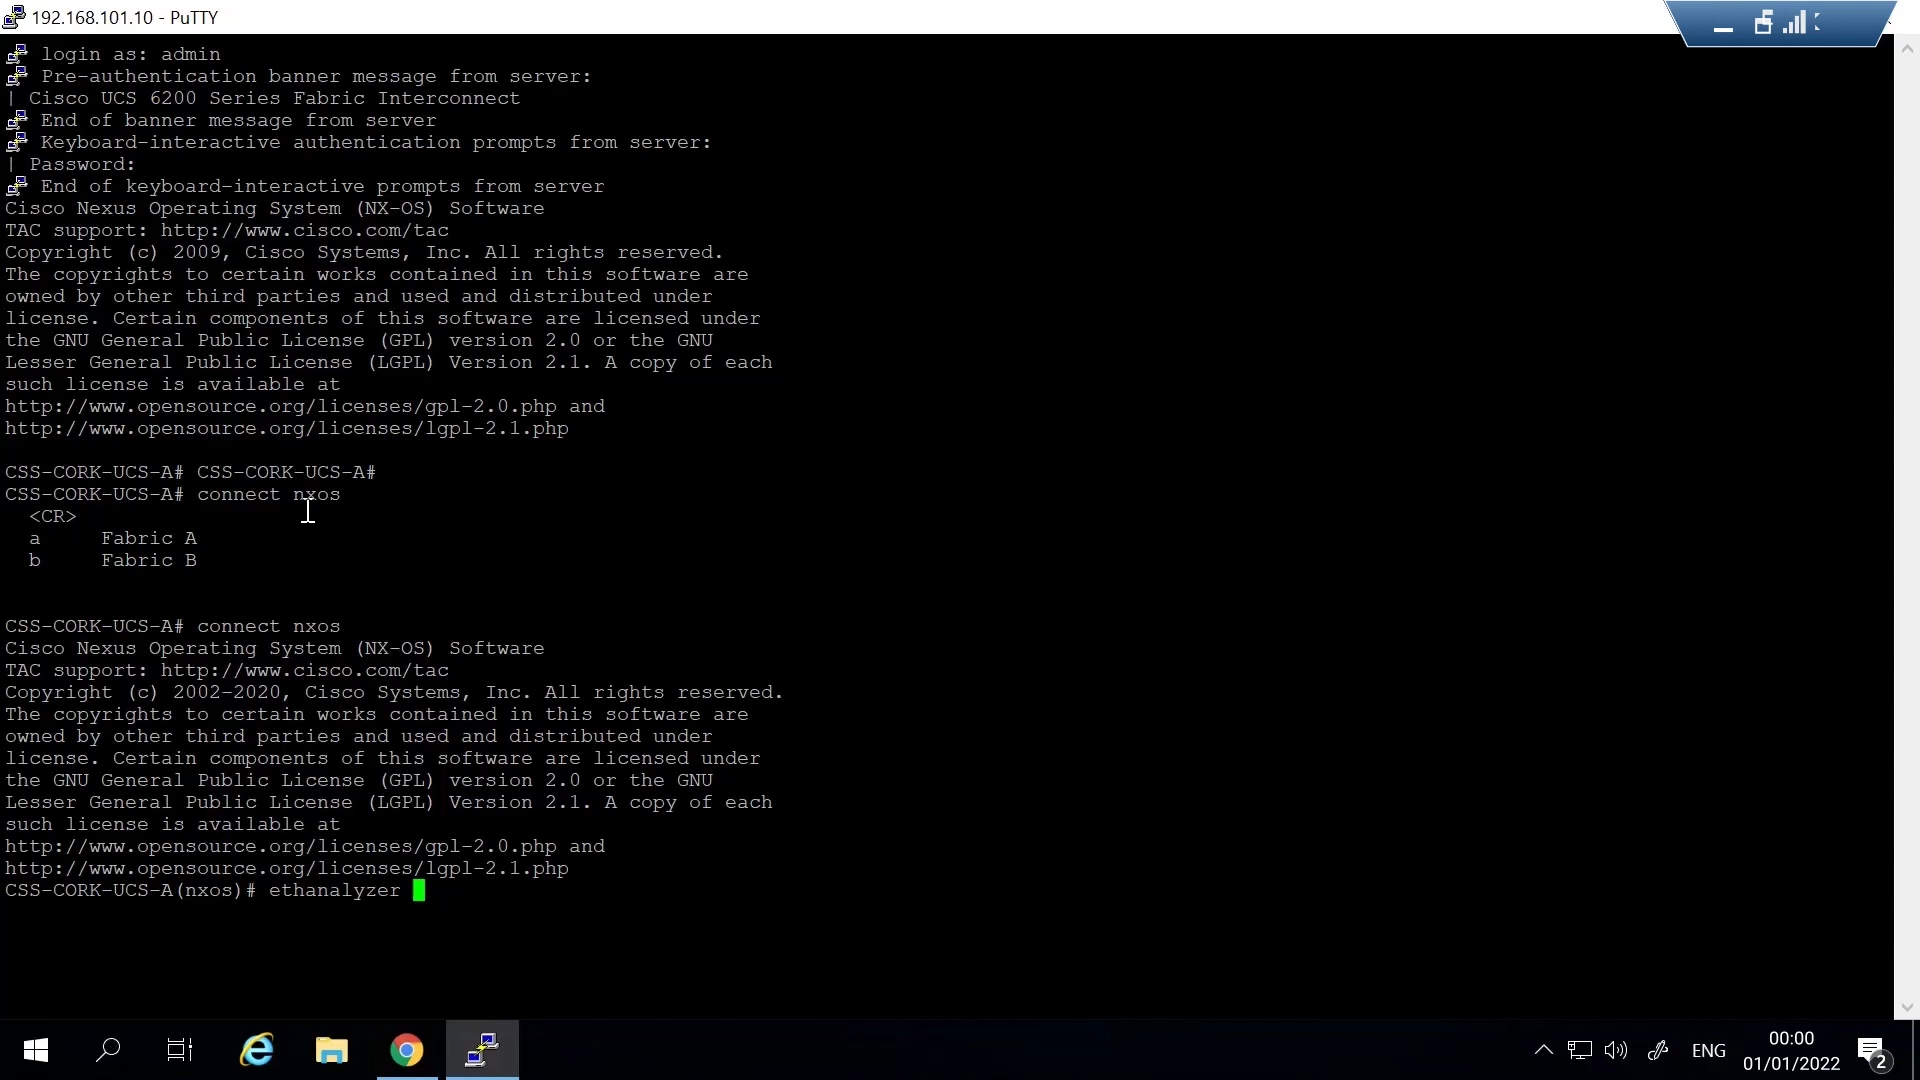 192.168.101.10 - PuTTY
login as: admin
Pre-authentication banner message from server:
| Cisco UCS 6200 Series Fabric Interconnect
End of banner message from server
Keyboard-interactive authentication prompts from server:
| Password:
End of keyboard-interactive prompts from server
Cisco Nexus Operating System (NX-OS) Software
TAC support: http://www.cisco.com/tac
Copyright (c) 2009, Cisco Systems, Inc. All rights reserved.
The copyrights to certain works contained in this software are
owned by other third parties and used and distributed under
license. Certain components of this software are licensed under
the GNU General Public License (GPL) version 2.0 or the GNU
Lesser General Public License (LGPL) Version 2.1. A copy of each
such license is available at
http://www.opensource.org/licenses/gpl-2.0.php and
http://www.opensource.org/licenses/lgpl-2.1.php
CSS-CORK-UCS-A# CSS-CORK-UCS-A#
CSS-CORK-UCS-A# connect nxos
<CR>
a Fabric A
b Fabric B
CSS-CORK-UCS-A# connect nxos
Cisco Nexus Operating System (NX-OS) Software
TAC support: http://www.cisco.com/tac
Copyright (c) 2002-2020, Cisco Systems, Inc. All rights reserved.
The copyrights to certain works contained in this software are
owned by other third parties and used and distributed under
license. Certain components of this software are licensed under
the GNU General Public License (GPL) version 2.0 or the GNU
Lesser General Public License (LGPL) Version 2.1. A copy of each
such license is available at
http://www.opensource.org/licenses/gpl-2.0.php and
http://www.opensource.org/licenses/lgpl-2.1.php
CSS-CORK-UCS-A(nxos)# ethanalyzer
ENG
00:00
01/01/2022
2